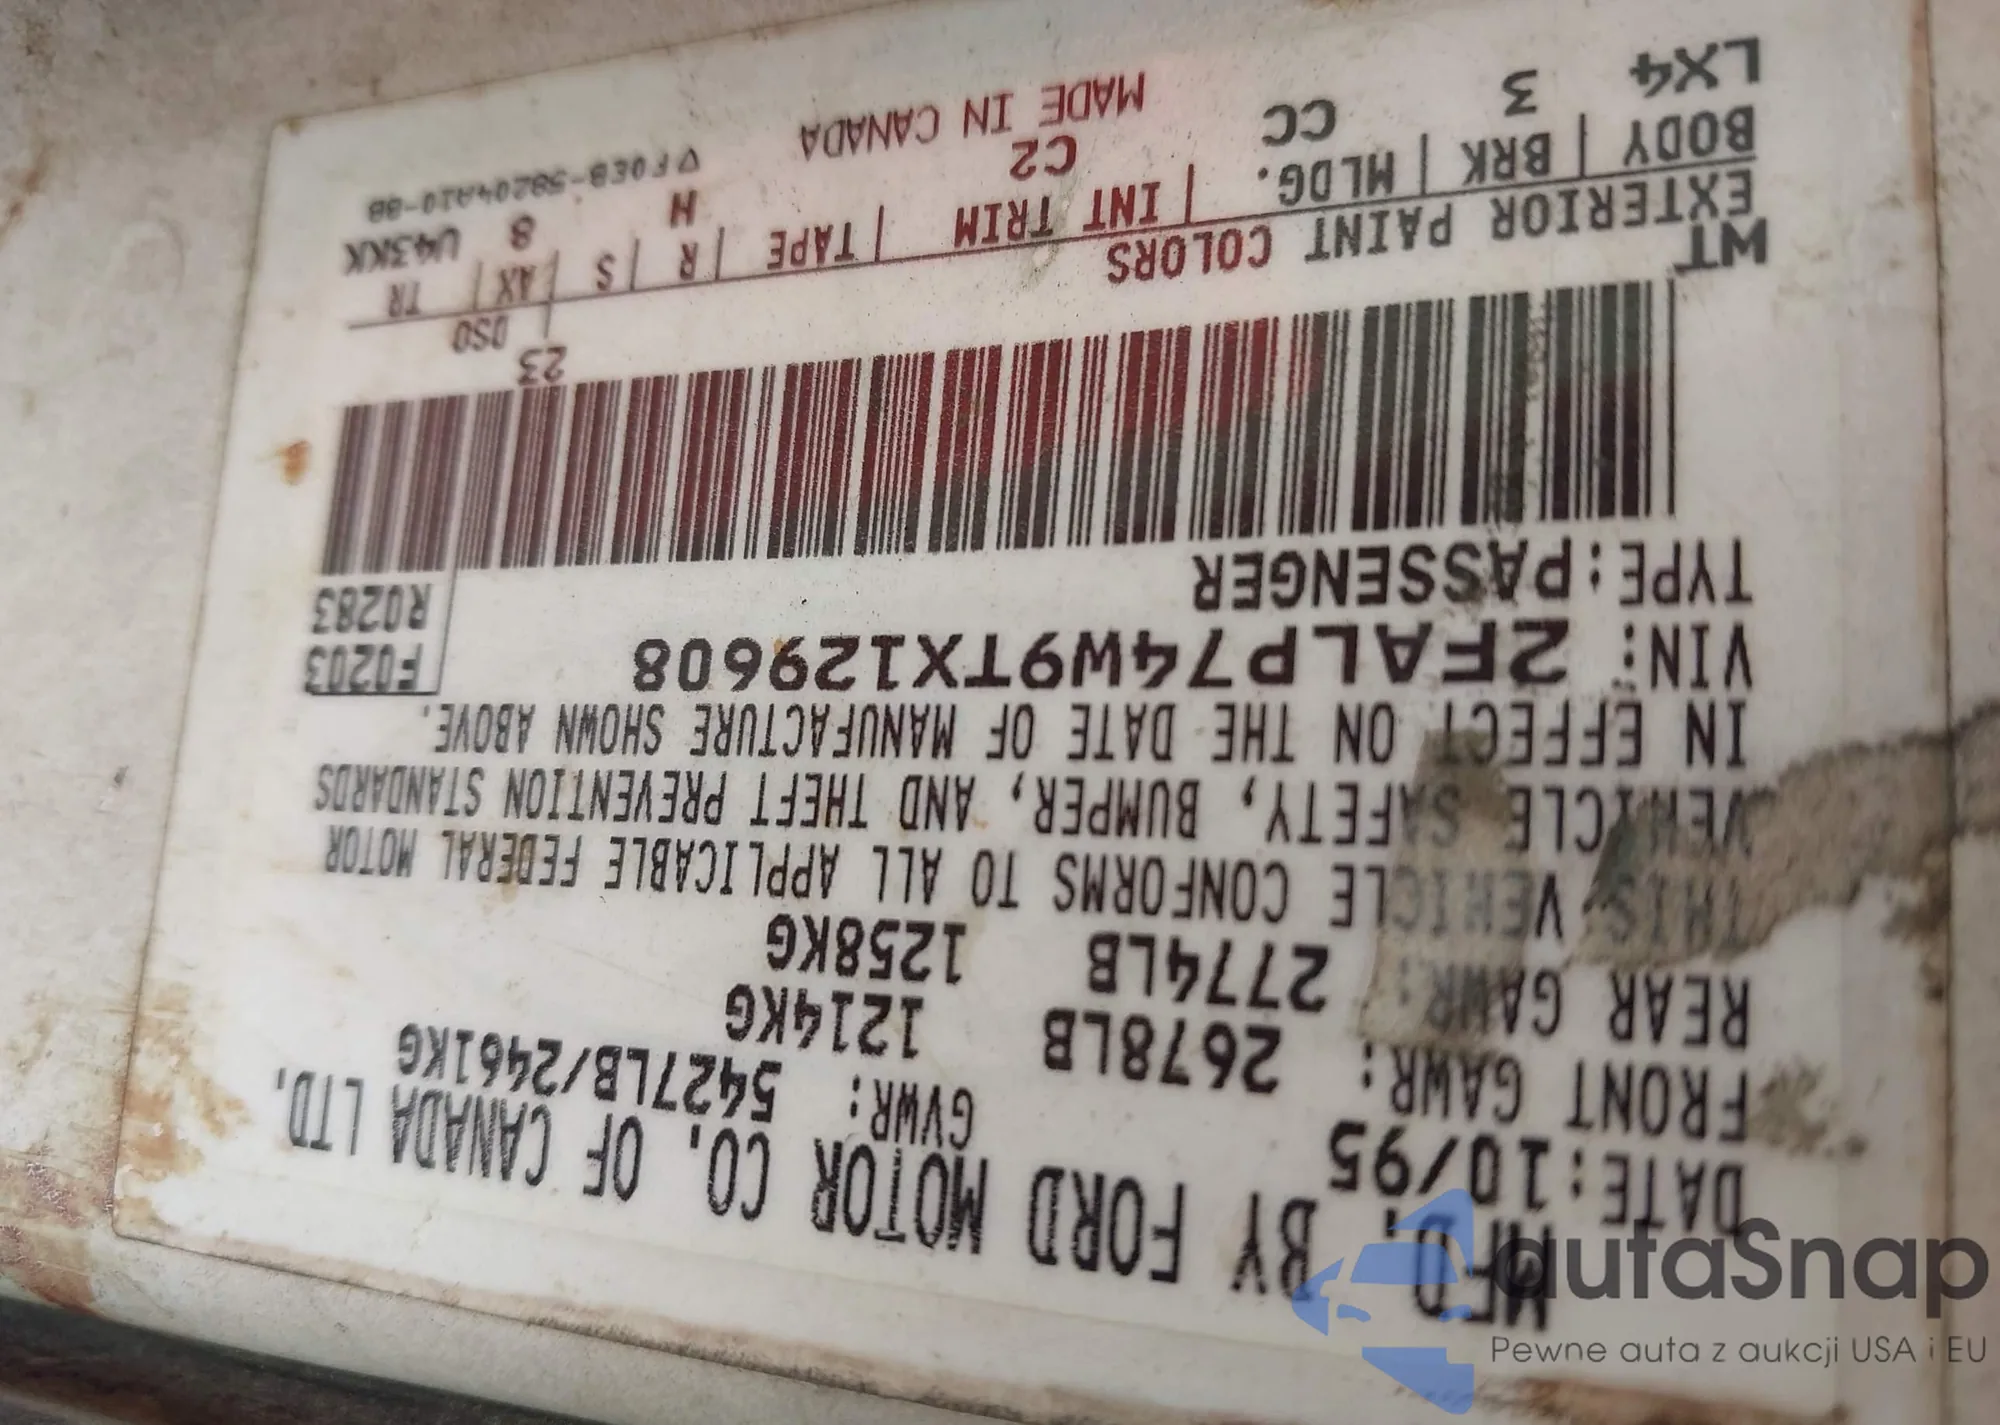 MFD. BY FORD MOTOR CO. OF CANADA LTD.
DATE: 10/95 GVWR: 5427LB/2461KG
FRONT GAWR: 2678LB 1214KG
REAR GAWR: 2774LB 1258KG
THIS VEHICLE CONFORMS TO ALL APPLICABLE FEDERAL MOTOR
VEHICLE SAFETY, BUMPER, AND THEFT PREVENTION STANDARDS
IN EFFECT ON THE DATE OF MANUFACTURE SHOWN ABOVE.
VIN: 2FALP74W9TX129608 F0203
TYPE: PASSENGER R0283
WT 23
EXTERIOR PAINT COLORS DSO
BODY | BRK | MLDG. | INT TRIM | TAPE | R | S | AX | TR
LX4 3 CC C2 H 8 U43KK
MADE IN CANADA
autaSnap
Pewne auta z aukcji USA i EU